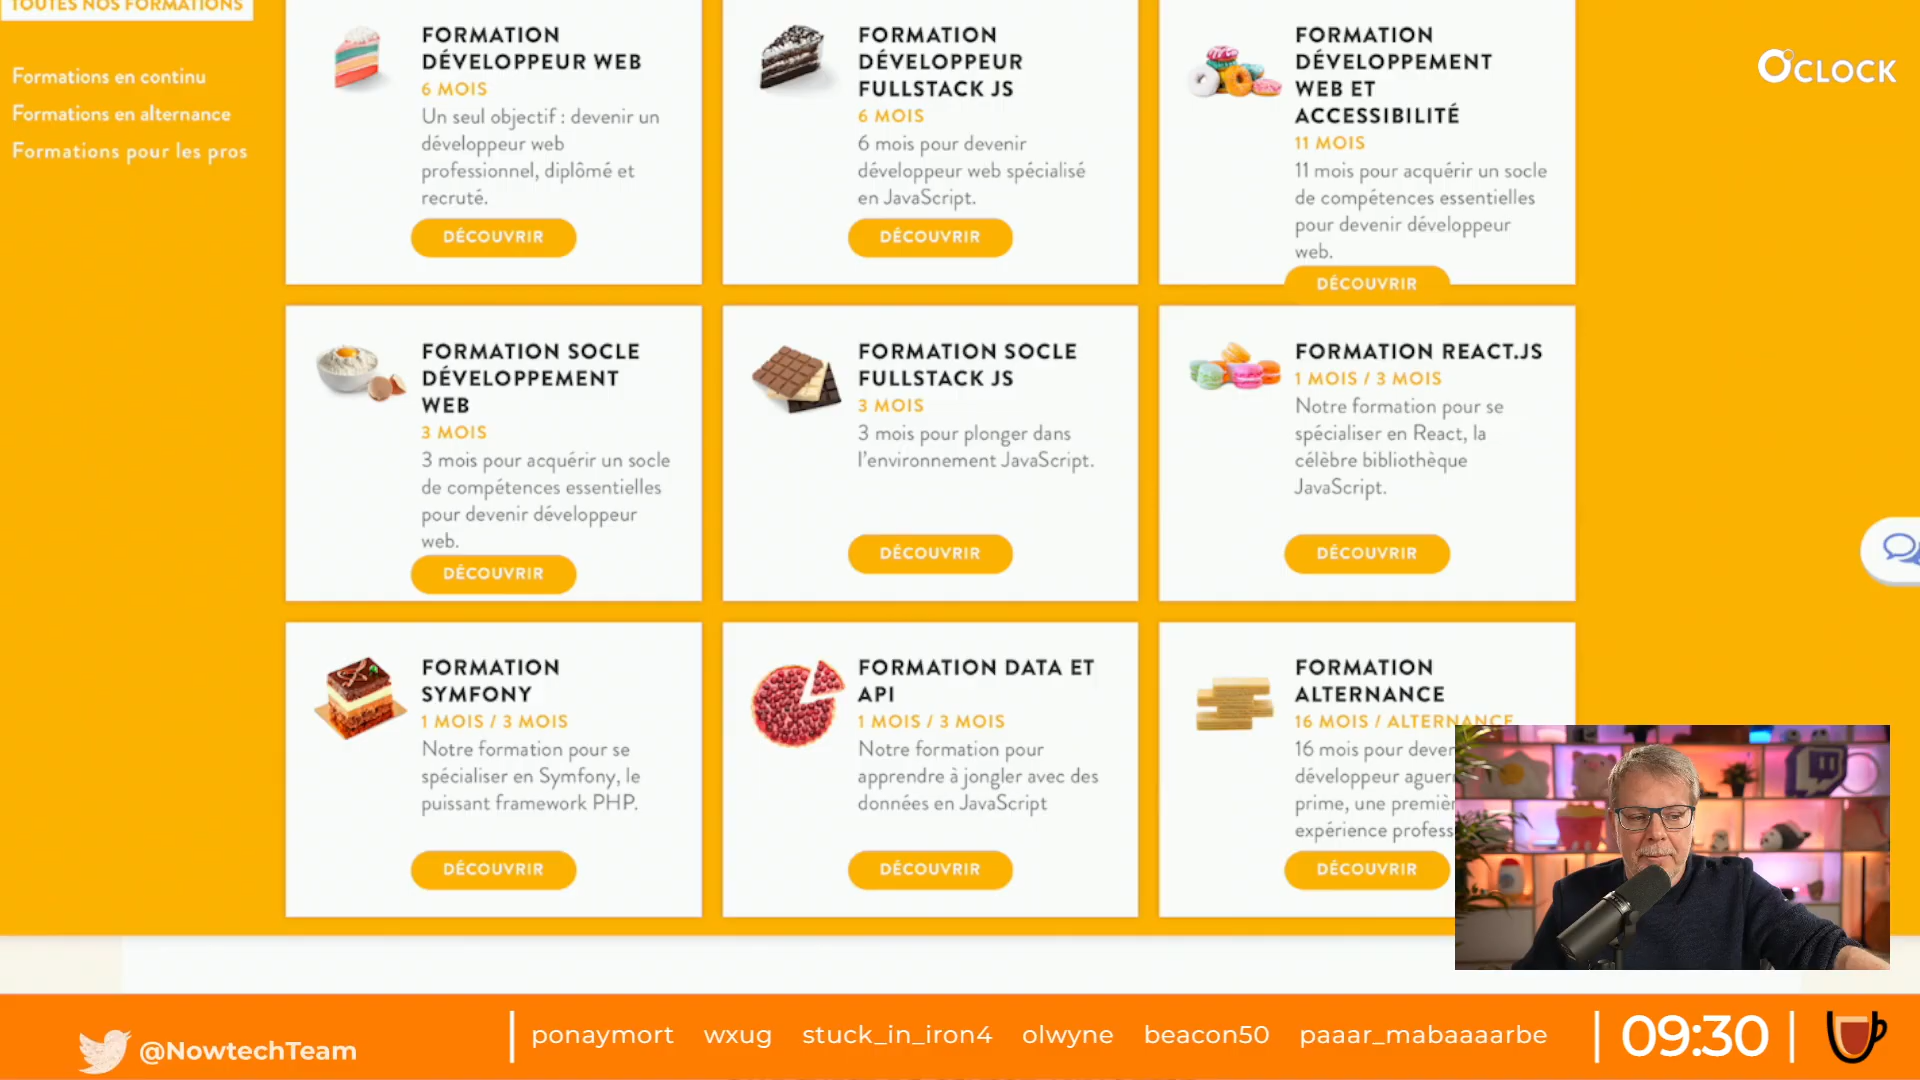 TOUTES NOS FORMATIONS
Formations en continu
Formations en alternance
Formations pour les pros
FORMATION
DÉVELOPPEUR WEB
6 MOIS
Un seul objectif : devenir un
développeur web
professionnel, diplômé et
recruté.
DÉCOUVRIR
FORMATION
DÉVELOPPEUR
FULLSTACK JS
6 MOIS
6 mois pour devenir
développeur web spécialisé
en JavaScript.
DÉCOUVRIR
FORMATION
DÉVELOPPEMENT
WEB ET
ACCESSIBILITÉ
11 MOIS
11 mois pour acquérir un socle
de compétences essentielles
pour devenir développeur
web.
DÉCOUVRIR
O'CLOCK
FORMATION SOCLE
DÉVELOPPEMENT
WEB
3 MOIS
3 mois pour acquérir un socle
de compétences essentielles
pour devenir développeur
web.
DÉCOUVRIR
FORMATION SOCLE
FULLSTACK JS
3 MOIS
3 mois pour plonger dans
l'environnement JavaScript.
DÉCOUVRIR
FORMATION REACT.JS
1 MOIS / 3 MOIS
Notre formation pour se
spécialiser en React, la
célèbre bibliothèque
JavaScript.
DÉCOUVRIR
FORMATION
SYMFONY
1 MOIS / 3 MOIS
Notre formation pour se
spécialiser en Symfony, le
puissant framework PHP.
DÉCOUVRIR
FORMATION DATA ET
API
1 MOIS / 3 MOIS
Notre formation pour
apprendre à jongler avec des
données en JavaScript
DÉCOUVRIR
FORMATION
ALTERNANCE
16 MOIS / ALTERNANCE
16 mois pour deven
développeur aguer
prime, une premièr
expérience profess
DÉCOUVRIR
@NowtechTeam
ponaymort wxug stuck_in_iron4 olwyne beacon50 paaar_mabaaaarbe
09:30